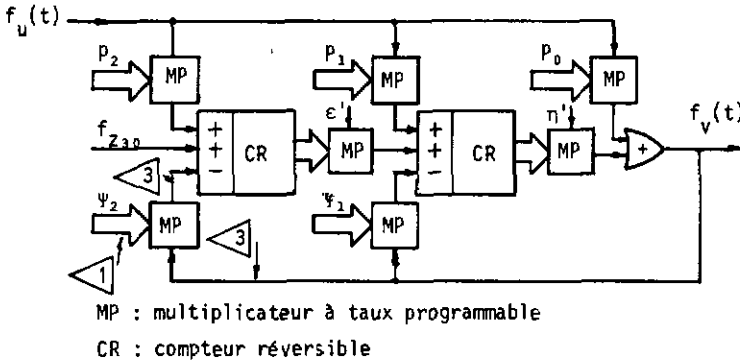 f_u(t)
p_2 p_1 p_0
MP MP MP
f_v(t)
ε' η'
f_Z30 + + − CR MP + + − CR MP +
3
ψ_2 MP 3 ψ_1 MP
1
MP : multiplicateur à taux programmable
CR : compteur réversible